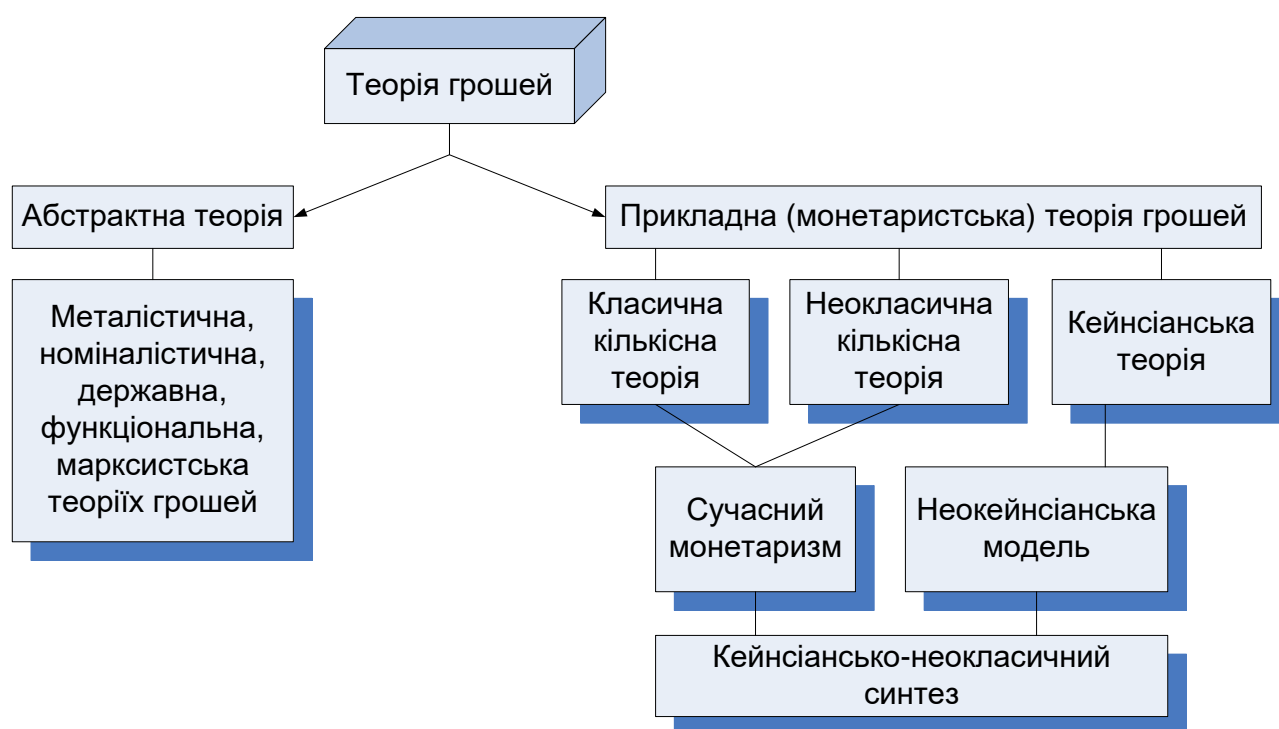 Теорія грошей
Абстрактна теорія
Прикладна (монетаристська) теорія грошей
Металістична,
номіналістична,
державна,
функціональна,
марксистська
теоріїх грошей
Класична
кількісна
теорія
Неокласична
кількісна
теорія
Кейнсіанська
теорія
Сучасний
монетаризм
Неокейнсіанська
модель
Кейнсіансько-неокласичний
синтез